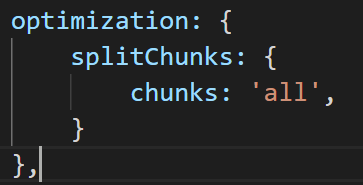 optimization: {
    splitChunks: {
        chunks: 'all',
    }
},